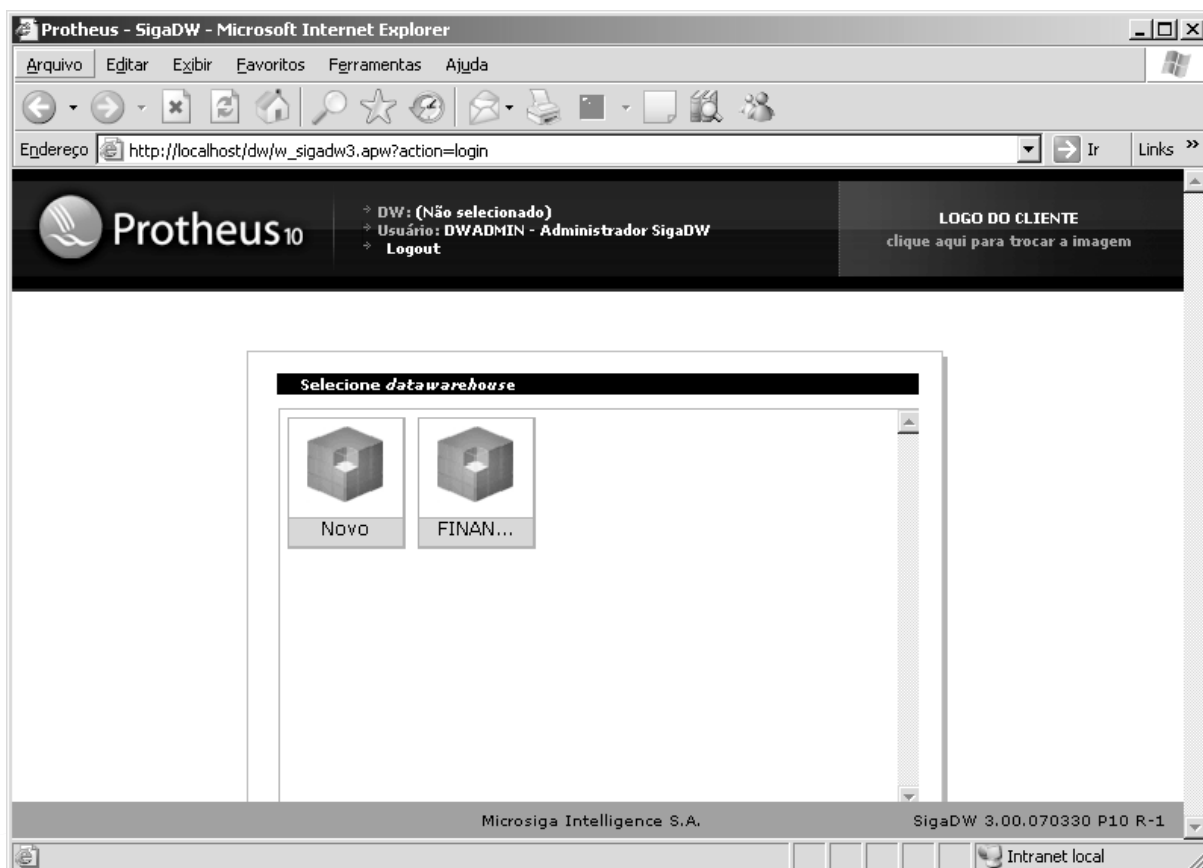 Protheus - SigaDW - Microsoft Internet Explorer
Arquivo Editar Exibir Favoritos Ferramentas Ajuda
Endereço http://localhost/dw/w_sigadw3.apw?action=login Ir Links »
Protheus 10
DW: (Não selecionado)
Usuário: DWADMIN - Administrador SigaDW
Logout
LOGO DO CLIENTE
clique aqui para trocar a imagem
Selecione datawarehouse
Novo FINAN...
Microsiga Intelligence S.A. SigaDW 3.00.070330 P10 R-1
Intranet local